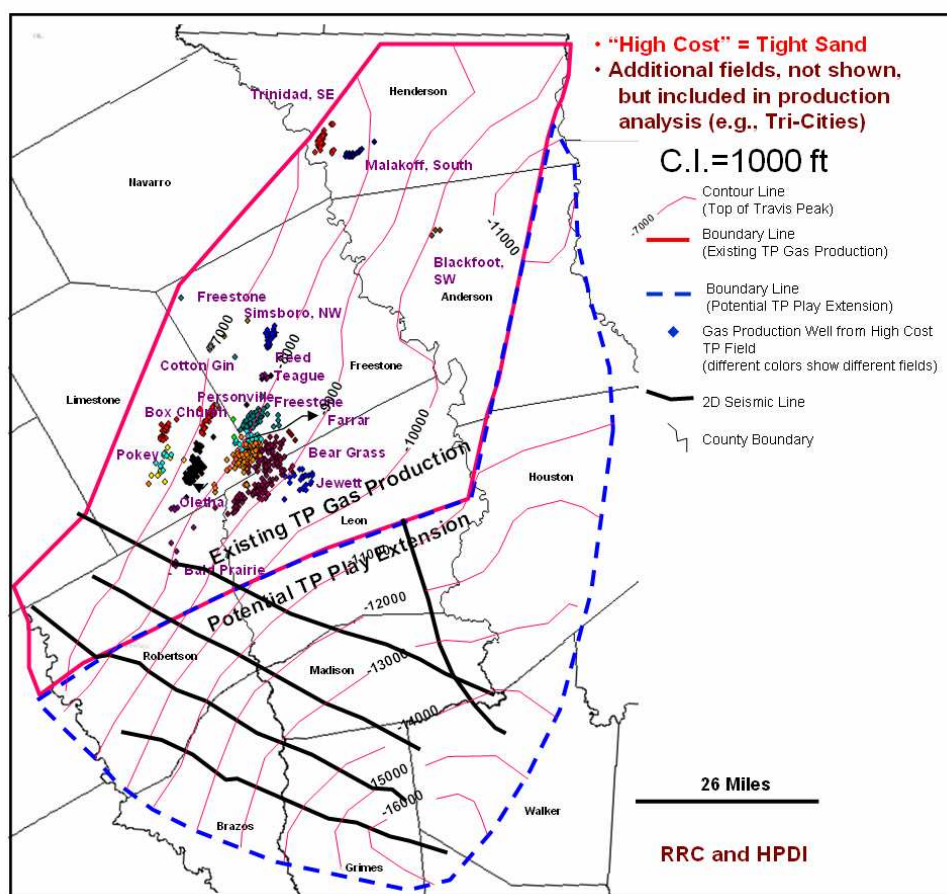 • “High Cost” = Tight Sand
• Additional fields, not shown,
but included in production
analysis (e.g., Tri-Cities)
C.I.=1000 ft
-7000
Contour Line
(Top of Travis Peak)
Boundary Line
(Existing TP Gas Production)
Boundary Line
(Potential TP Play Extension)
Gas Production Well from High Cost
TP Field
(different colors show different fields)
2D Seismic Line
County Boundary
26 Miles
RRC and HPDI
Trinidad, SE
Henderson
Malakoff, South
Navarro
-11000
Blackfoot,
SW
Anderson
Freestone
Simsboro, NW
-7000
-8000
Cotton Gin
Reed
Teague
Freestone
Limestone
Personville
Freestone
-9000
Box Church
Farrar
-10000
Pokey
Bear Grass
Jewett
Houston
Oletha
Leon
Existing TP Gas Production
Bald Prairie
-11000
Potential TP Play Extension
-12000
Robertson
Madison
-13000
-14000
-15000
-16000
Walker
Brazos
Grimes